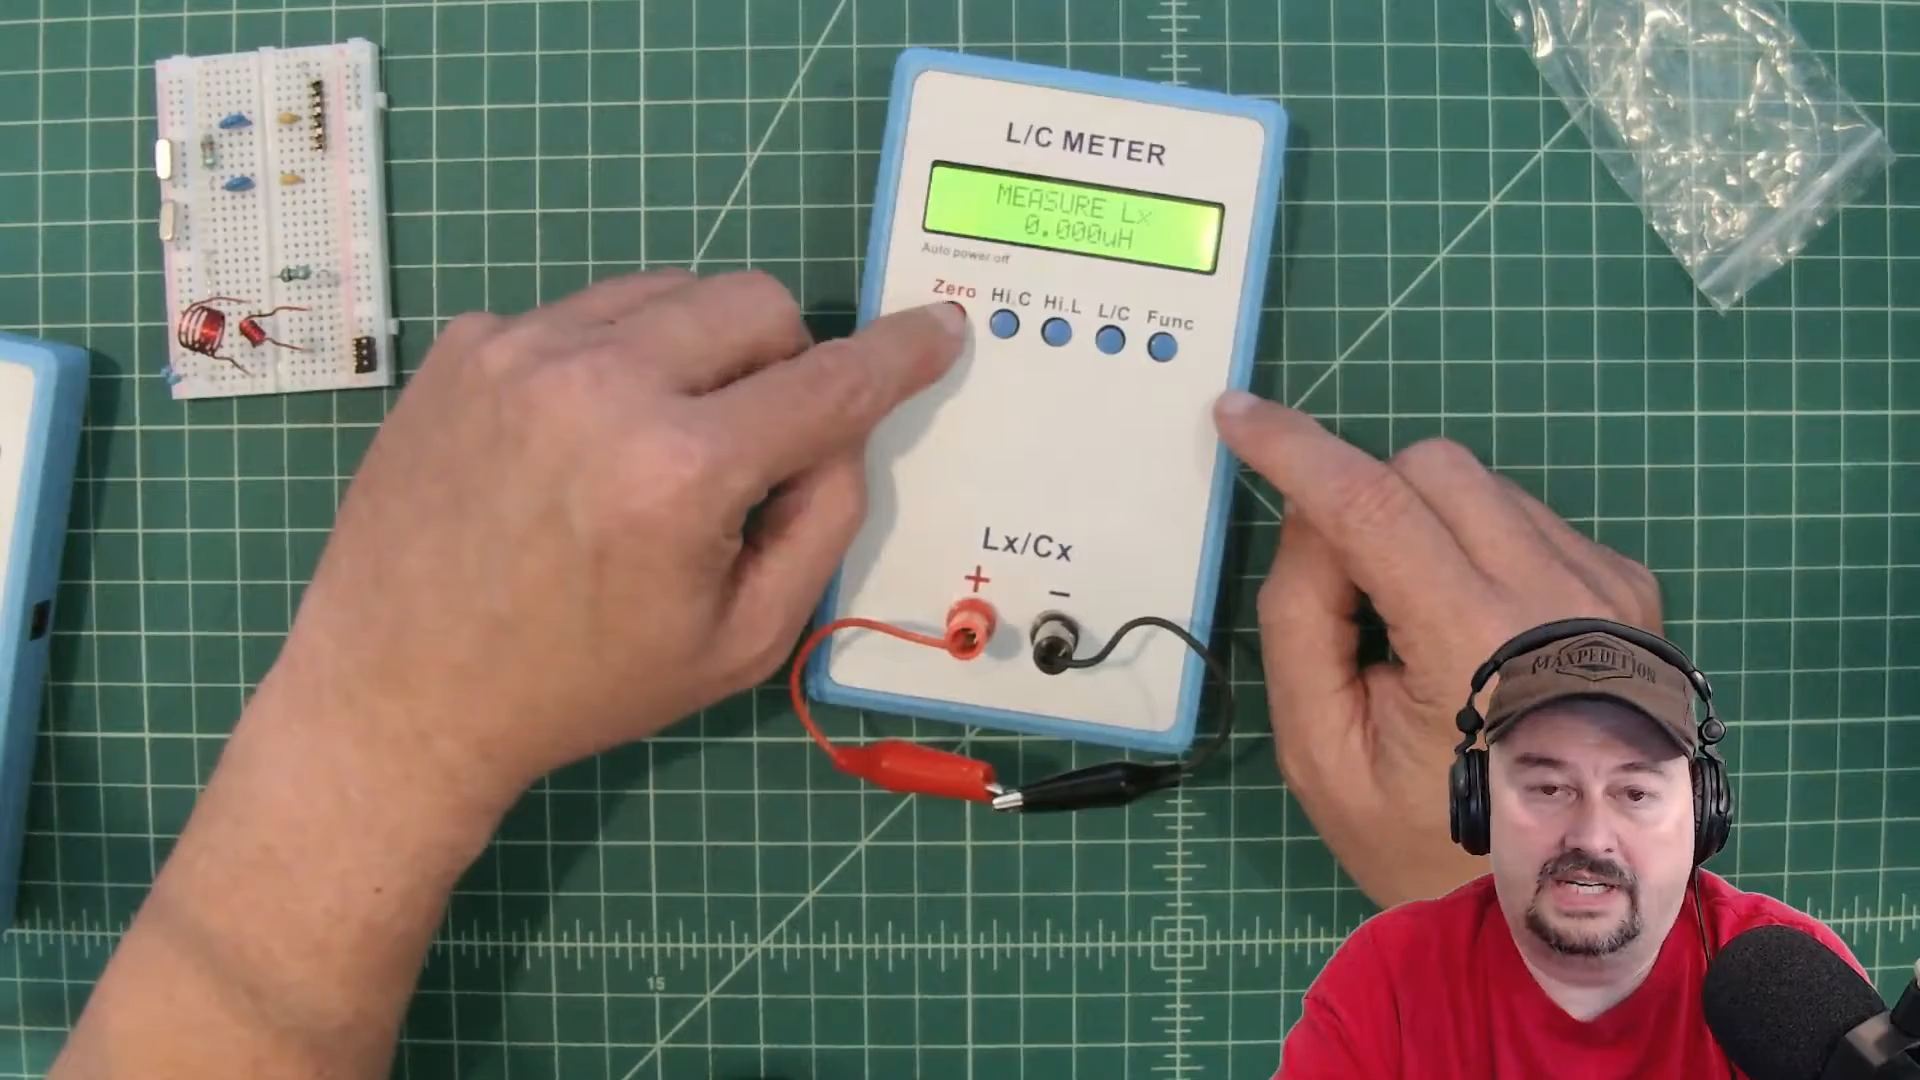 L/C METER
MEASURE Lx
0.000uH
Auto power off
Zero Hi.C Hi.L L/C Func
Lx/Cx
+ −
MAXPEDITION
15